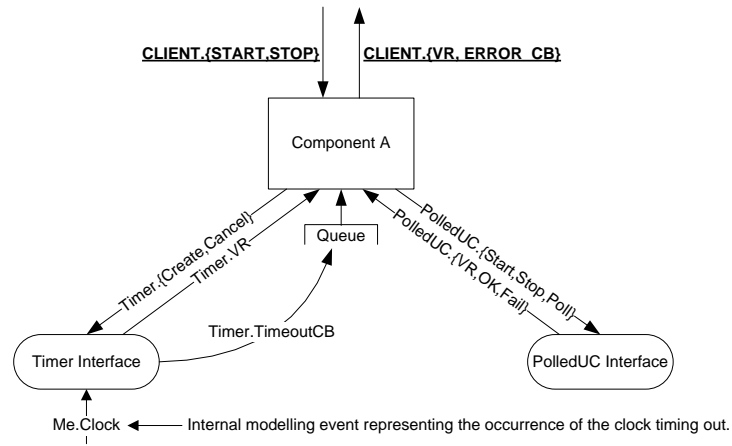 CLIENT.{START,STOP}
CLIENT.{VR, ERROR_CB}
Component A
Queue
Timer.{Create,Cancel}
Timer.VR
PolledUC.{Start,Stop,Poll}
PolledUC.{VR,OK,Fail}
Timer.TimeoutCB
Timer Interface
PolledUC Interface
Me.Clock
Internal modelling event representing the occurrence of the clock timing out.